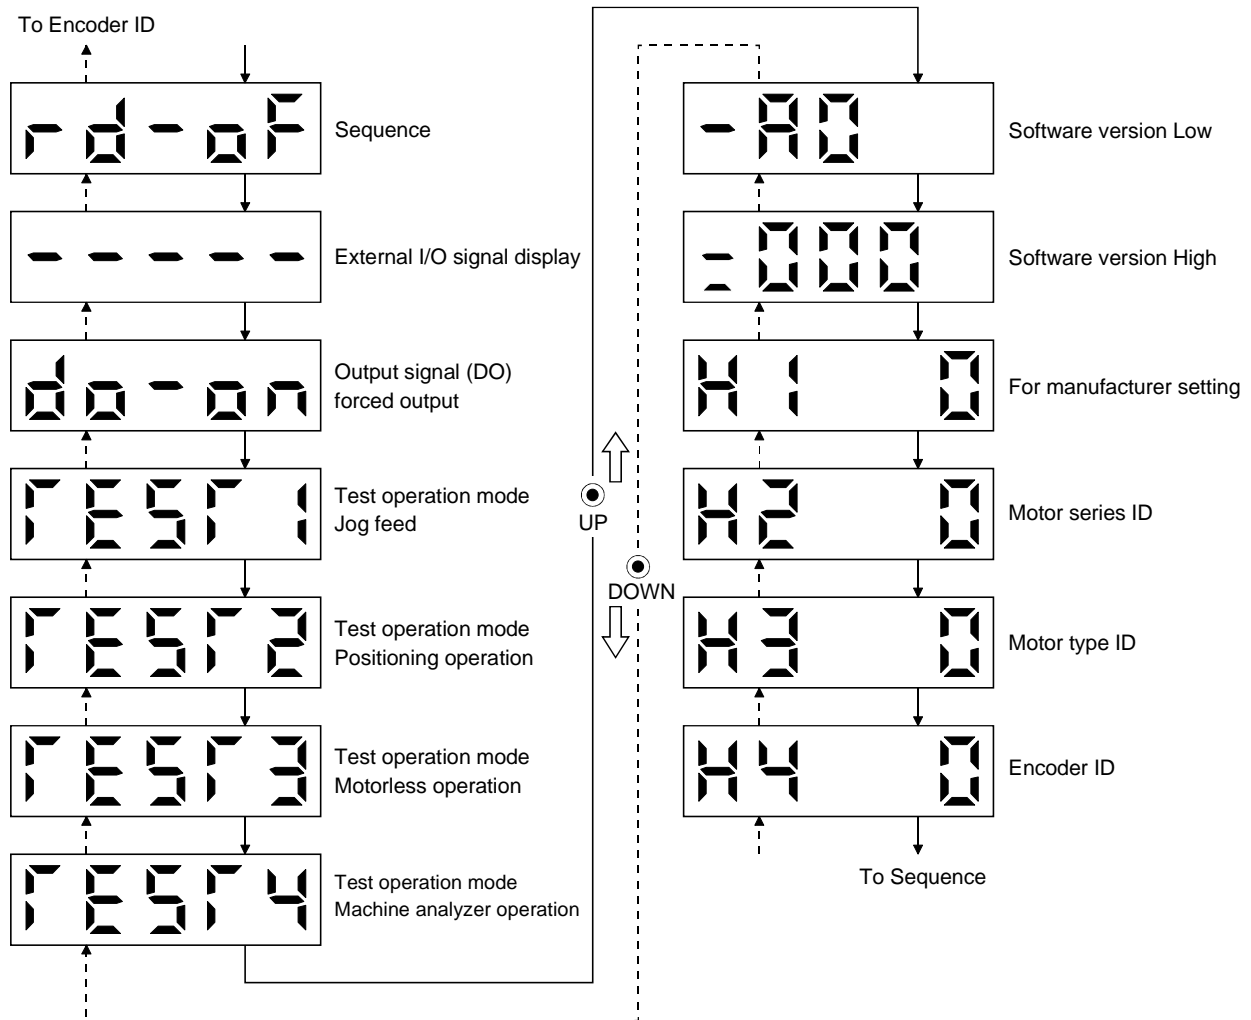 To Encoder ID
rd-oF
Sequence
-----
External I/O signal display
do-on
Output signal (DO)
forced output
TEST1
Test operation mode
Jog feed
TEST2
Test operation mode
Positioning operation
TEST3
Test operation mode
Motorless operation
TEST4
Test operation mode
Machine analyzer operation
UP
DOWN
-A0
Software version Low
=000
Software version High
H1 0
For manufacturer setting
H2 0
Motor series ID
H3 0
Motor type ID
H4 0
Encoder ID
To Sequence